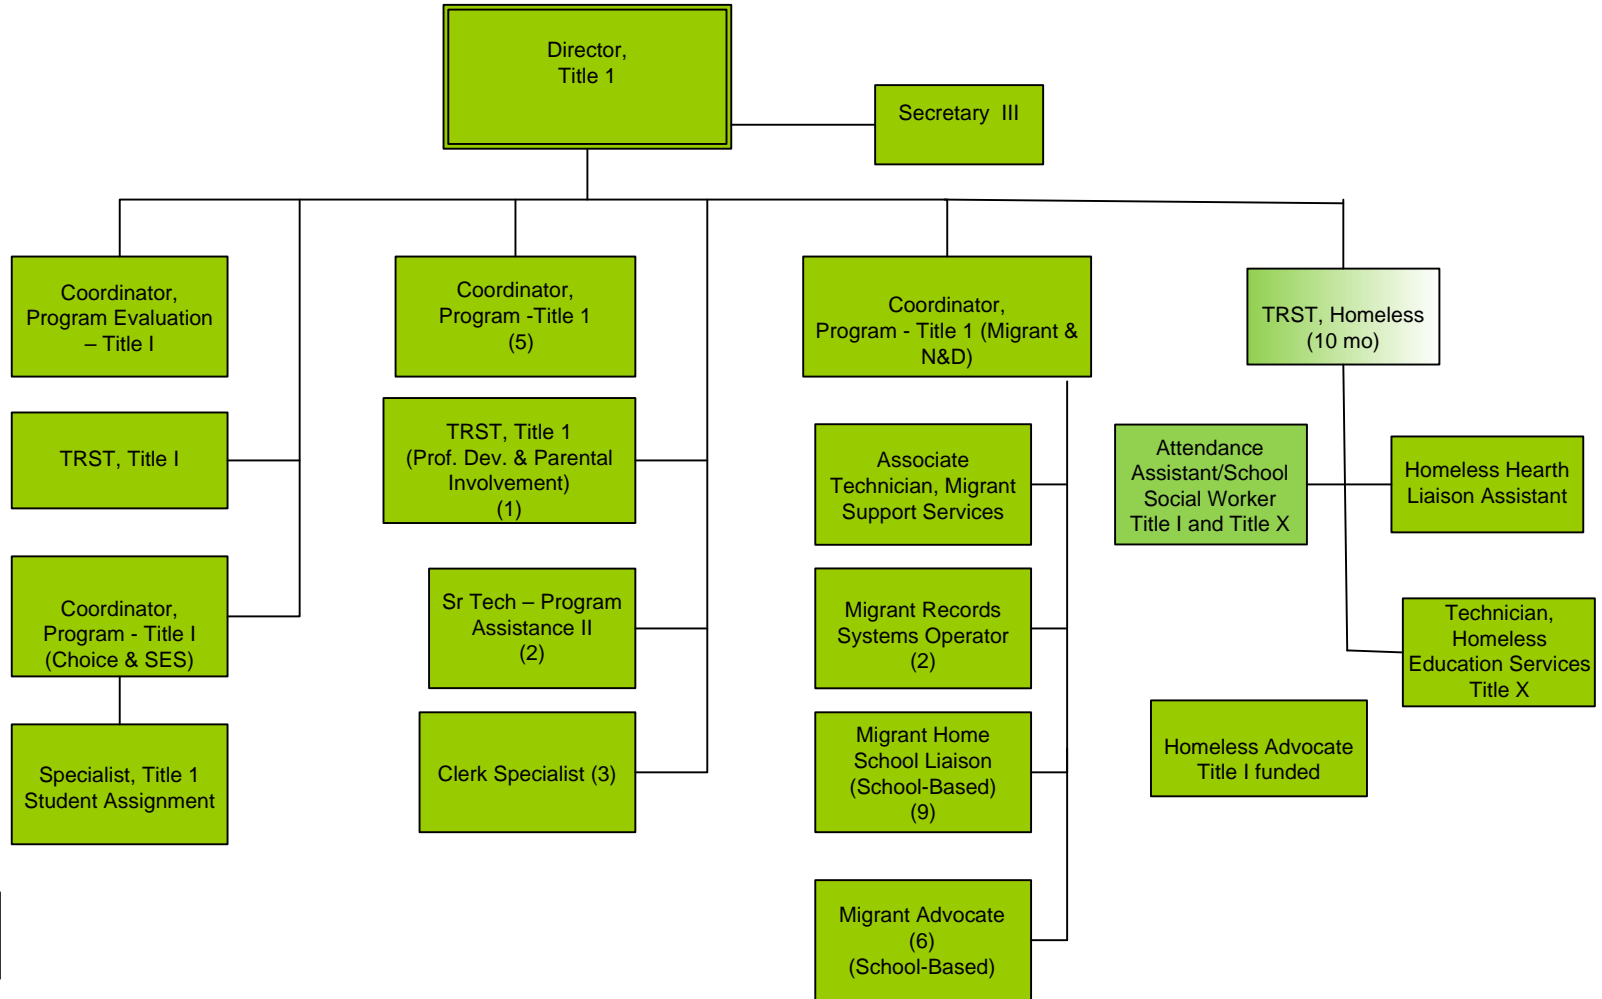 Director,
Title 1
Secretary III
Coordinator,
Program Evaluation
– Title I
Coordinator,
Program -Title 1
(5)
Coordinator,
Program - Title 1 (Migrant &
N&D)
TRST, Homeless
(10 mo)
TRST, Title I
TRST, Title 1
(Prof. Dev. & Parental
Involvement)
(1)
Associate
Technician, Migrant
Support Services
Attendance
Assistant/School
Social Worker
Title I and Title X
Homeless Hearth
Liaison Assistant
Coordinator,
Program - Title I
(Choice & SES)
Sr Tech – Program
Assistance II
(2)
Migrant Records
Systems Operator
(2)
Technician,
Homeless
Education Services
Title X
Specialist, Title 1
Student Assignment
Clerk Specialist (3)
Migrant Home
School Liaison
(School-Based)
(9)
Homeless Advocate
Title I funded
Migrant Advocate
(6)
(School-Based)